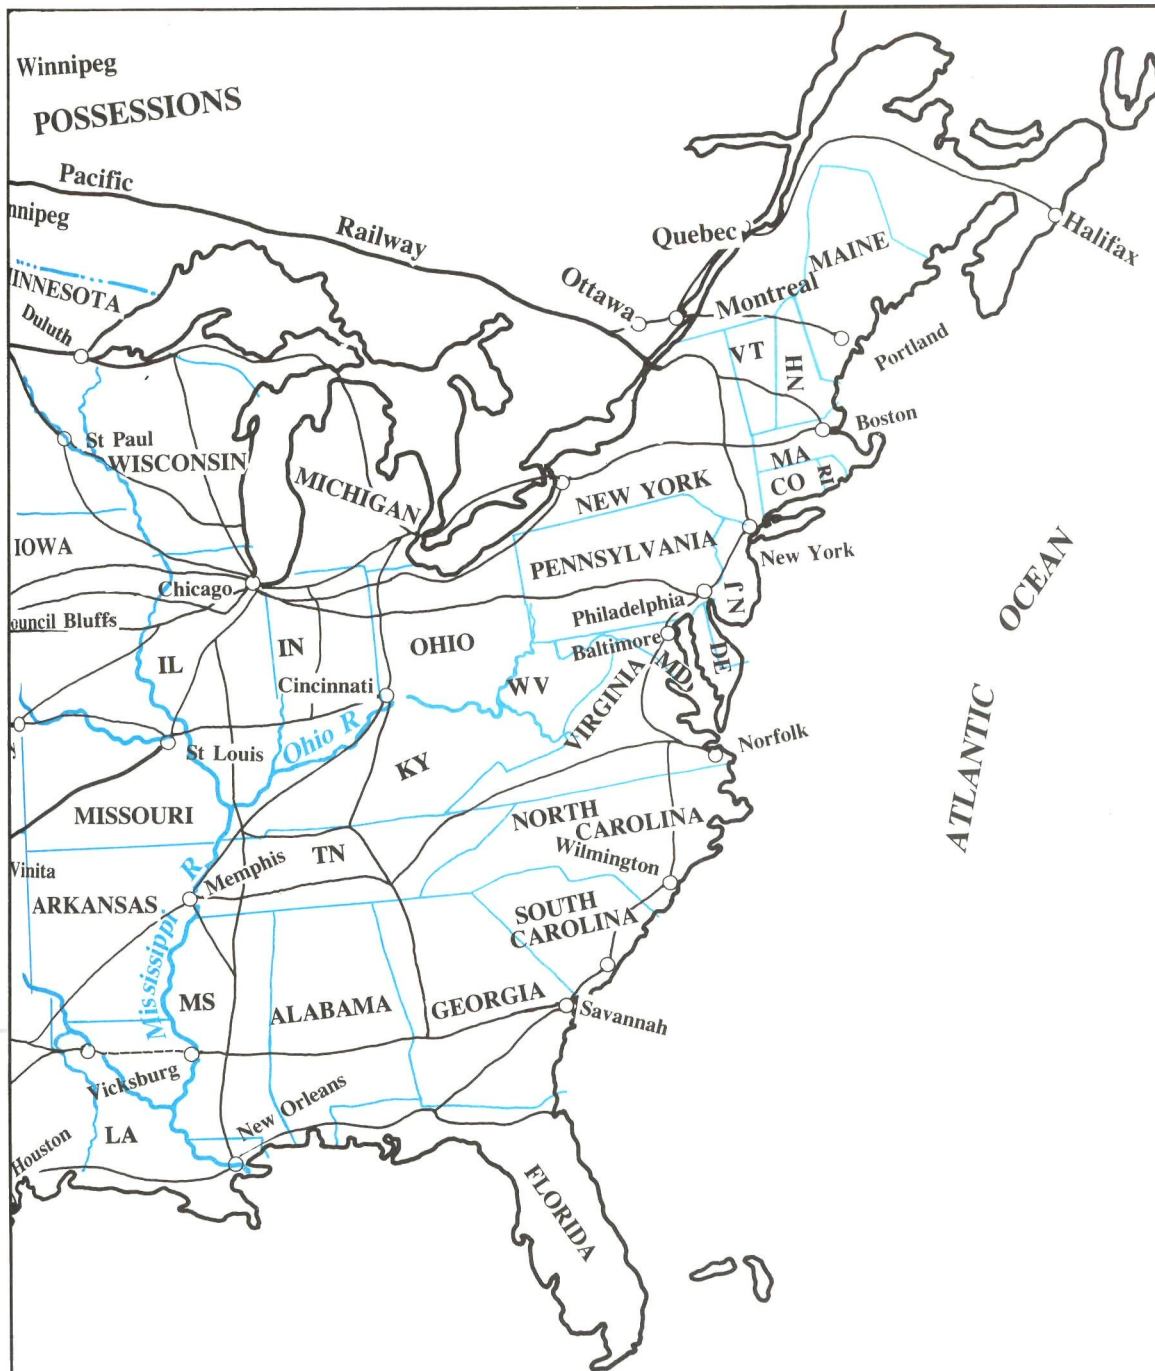 Winnipeg
POSSESSIONS
Pacific
Railway
nnipeg
Quebec
Halifax
MAINE
Ottawa
Montreal
INNESOTA
Duluth
Portland
VT
HN
St Paul
Boston
WISCONSIN
MICHIGAN
NEW YORK
MA
CO
RI
IOWA
PENNSYLVANIA
New York
Chicago
JN
Philadelphia
ouncil Bluffs
Baltimore
OHIO
IN
IL
MD
DE
Cincinnati
WV
VIRGINIA
OCEAN
ATLANTIC
St Louis
Ohio R
KY
Norfolk
MISSOURI
NORTH
CAROLINA
Wilmington
R
Memphis
TN
Vinita
ARKANSAS
SOUTH
CAROLINA
Mississippi
MS
ALABAMA
GEORGIA
Savannah
Vicksburg
New Orleans
LA
Houston
FLORIDA